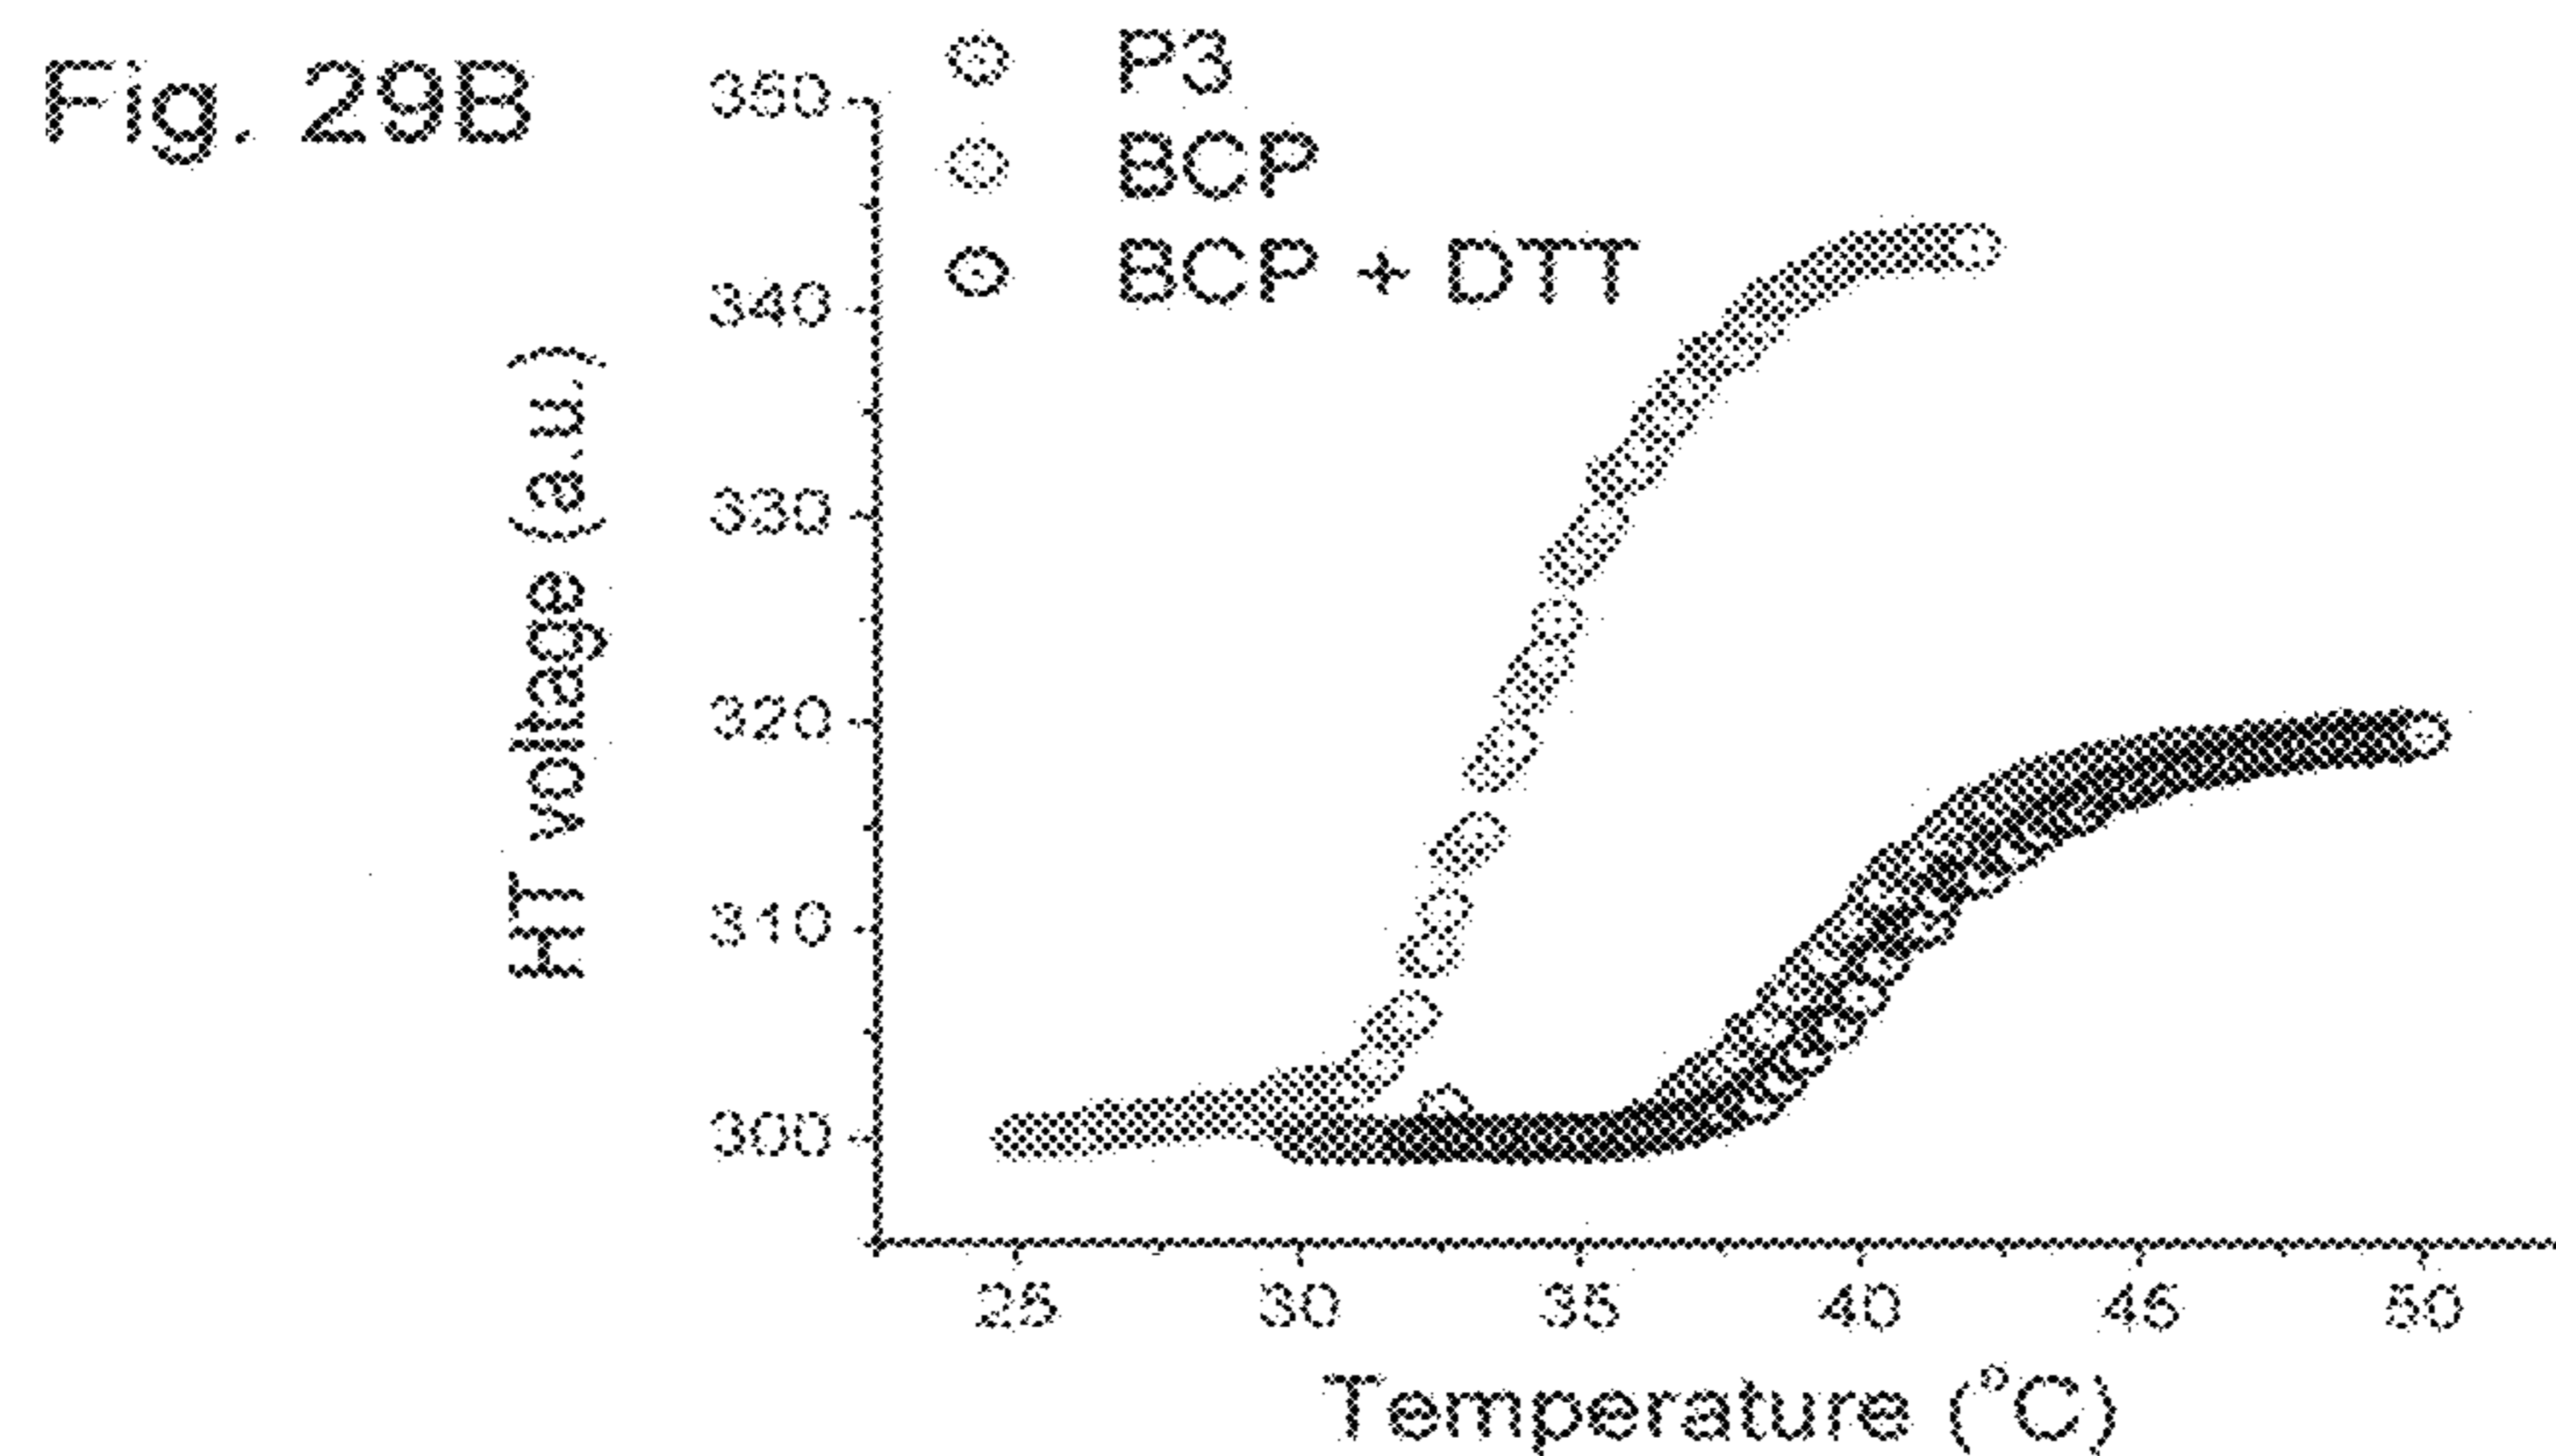 Fig. 29B
P3
BCP
BCP + DTT
HT voltage (a.u.)
350
340
330
320
310
300
25
30
35
40
45
50
Temperature (°C)